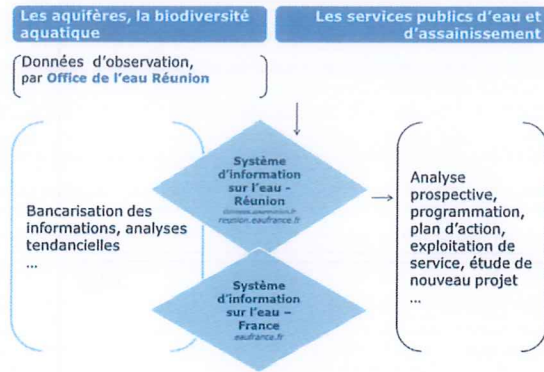 Les aquifères, la biodiversité
aquatique
Les services publics d'eau et
d'assainissement
Données d'observation,
par Office de l'eau Réunion
Bancarisation des
informations, analyses
tendancielles
...
Système
d'information
sur l'eau -
Réunion
reunion.eaufrance.fr
Système
d'information
sur l'eau –
France
eaufrance.fr
Analyse
prospective,
programmation,
plan d'action,
exploitation de
service, étude de
nouveau projet
...